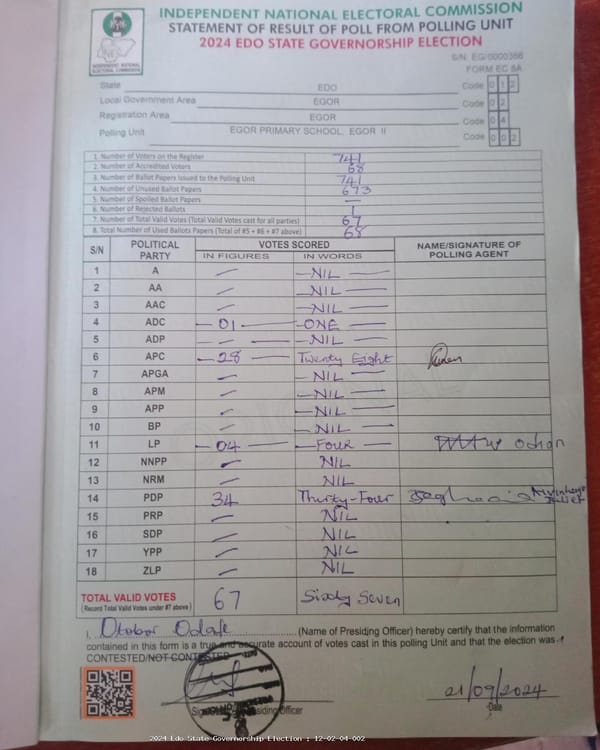 INDEPENDENT NATIONAL ELECTORAL COMMISSION
STATEMENT OF RESULT OF POLL FROM POLLING UNIT
2024 EDO STATE GOVERNORSHIP ELECTION
INDEPENDENT NATIONAL ELECTORAL COMMISSION
S/N: EG/0000366
FORM EC 8A
State EDO Code 0 1 2
Local Government Area EGOR Code 0 2
Registration Area EGOR Code 0 4
Polling Unit EGOR PRIMARY SCHOOL, EGOR II Code 0 0 2
1. Number of Voters on the Register 741
2. Number of Accredited Voters 68
3. Number of Ballot Papers Issued to the Polling Unit 741
4. Number of Unused Ballot Papers 673
5. Number of Spoiled Ballot Papers —
6. Number of Rejected Ballots 1
7. Number of Total Valid Votes (Total Valid Votes cast for all parties) 67
8. Total Number of Used Ballots Papers (Total of #5 + #6 + #7 above) 68
S/N POLITICAL PARTY VOTES SCORED NAME/SIGNATURE OF POLLING AGENT
IN FIGURES IN WORDS
1 A — NIL
2 AA — NIL
3 AAC — NIL
4 ADC 01 ONE
5 ADP — NIL
6 APC 28 Twenty Eight
7 APGA — NIL
8 APM — NIL
9 APP — NIL
10 BP — NIL
11 LP 04 FOUR
12 NNPP — NIL
13 NRM — NIL
14 PDP 34 Thirty-Four
15 PRP — NIL
16 SDP — NIL
17 YPP — NIL
18 ZLP — NIL
TOTAL VALID VOTES 67 Sixty Seven
(Record Total Valid Votes under #7 above)
I, Otobor Odafe (Name of Presiding Officer) hereby certify that the information
contained in this form is a true and accurate account of votes cast in this polling Unit and that the election was
CONTESTED/NOT CONTESTED
21/09/2024
Date
2024 Edo State Governorship Election : 12-02-04-002